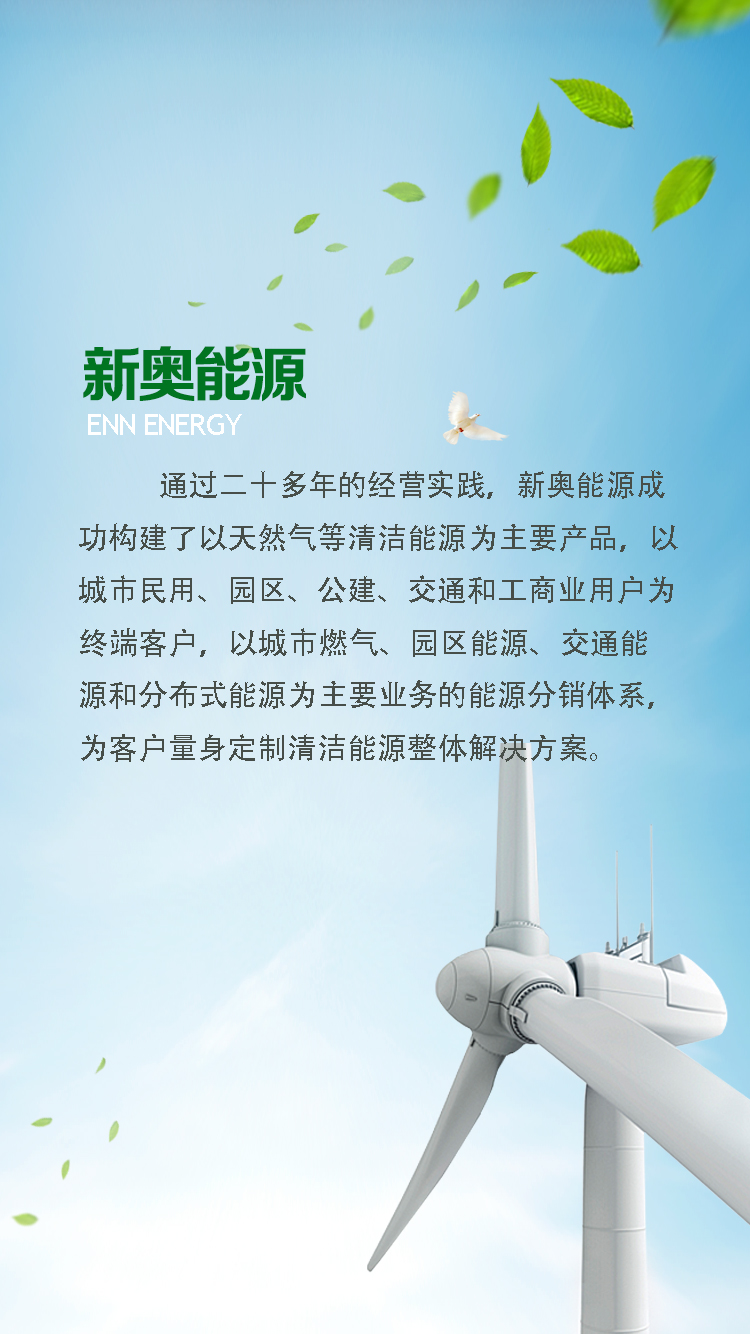 新奥能源
ENN ENERGY
通过二十多年的经营实践，新奥能源成
功构建了以天然气等清洁能源为主要产品，以
城市民用、园区、公建、交通和工商业用户为
终端客户，以城市燃气、园区能源、交通能
源和分布式能源为主要业务的能源分销体系，
为客户量身定制清洁能源整体解决方案。